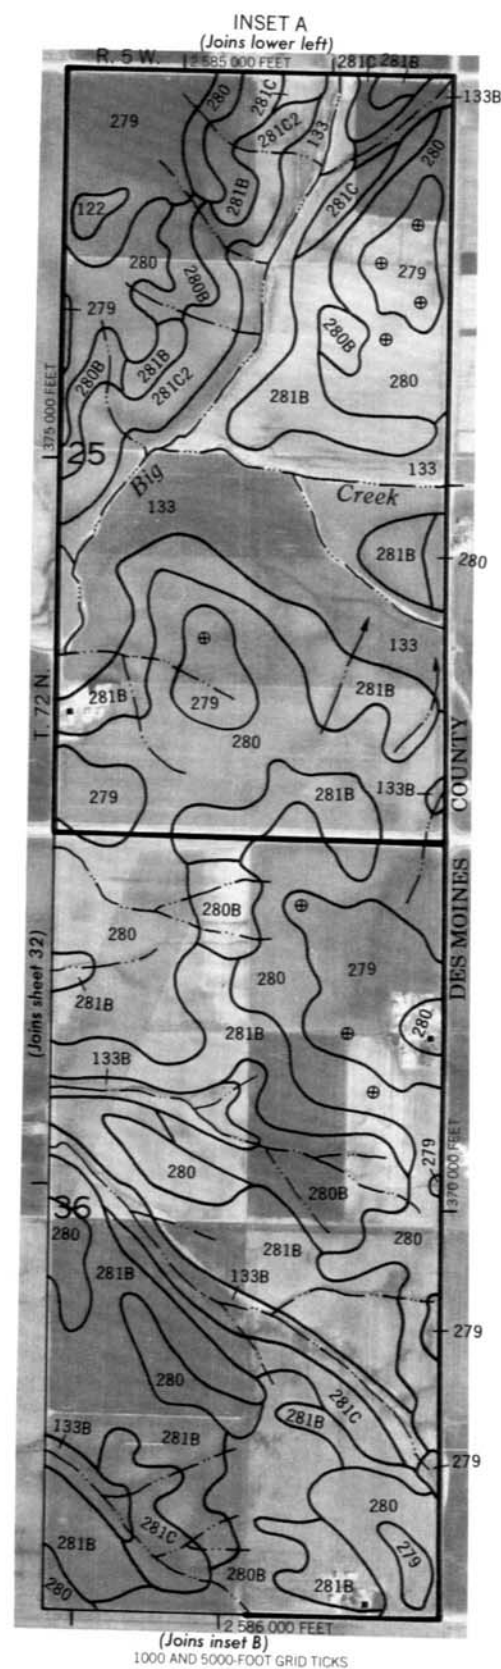 INSET A
(Joins lower left)
R. 5 W.
2 585 000 FEET
281C
281B
133B
280
281C
279
281C2
133
280
281B
281C
122
279
280
280B
279
280B
281B
280B
281C2
280
281B
375 000 FEET
25
133
Big
Creek
133
281B
280
133
T. 72 N.
281B
279
281B
280
COUNTY
279
281B
133B
280B
280
279
DES MOINES
280
(Joins sheet 32)
281B
280
281B
133B
279
370 000 FEET
280
280B
36
280
281B
280
281B
133B
279
280
281C
281B
133B
281B
279
280
281B
281C
279
280
280B
281B
2 586 000 FEET
(Joins inset B)
1000 AND 5000-FOOT GRID TICKS